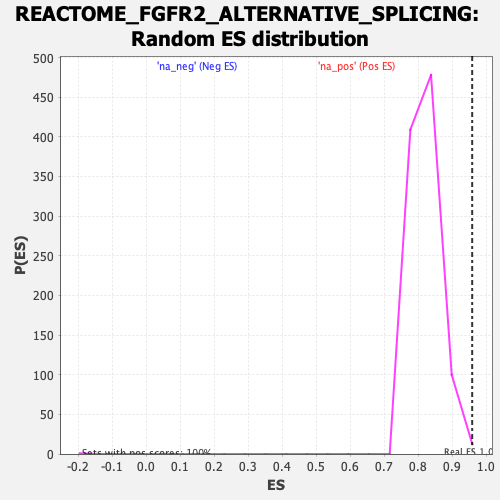 REACTOME_FGFR2_ALTERNATIVE_SPLICING:
Random ES distribution
'na_neg' (Neg ES) 'na_pos' (Pos ES)
500
450
400
350
300
250
200
150
100
50
0
P(ES)
Sets with pos scores: 100%
Real ES 1.0
-0.2 -0.1 0.0 0.1 0.2 0.3 0.4 0.5 0.6 0.7 0.8 0.9 1.0
ES